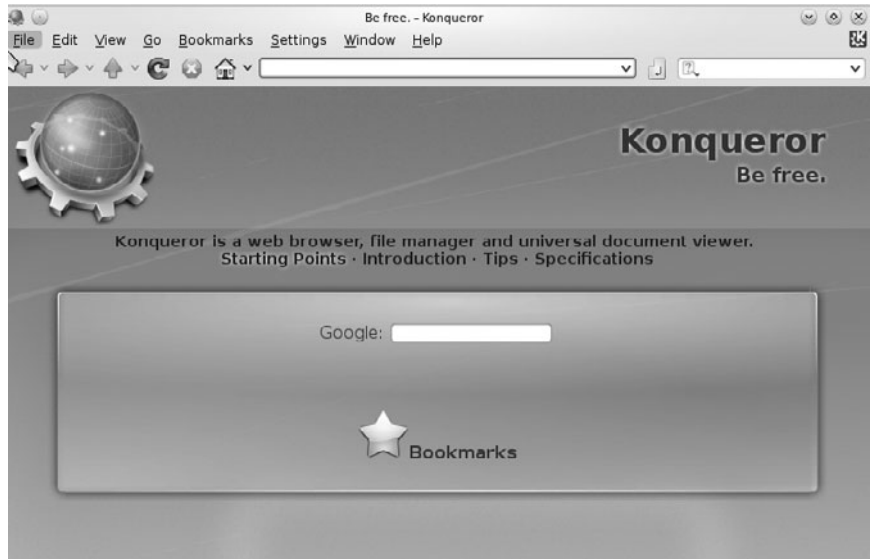 Be free. – Konqueror
File Edit View Go Bookmarks Settings Window Help
Konqueror
Be free.
Konqueror is a web browser, file manager and universal document viewer.
Starting Points · Introduction · Tips · Specifications
Google:
Bookmarks